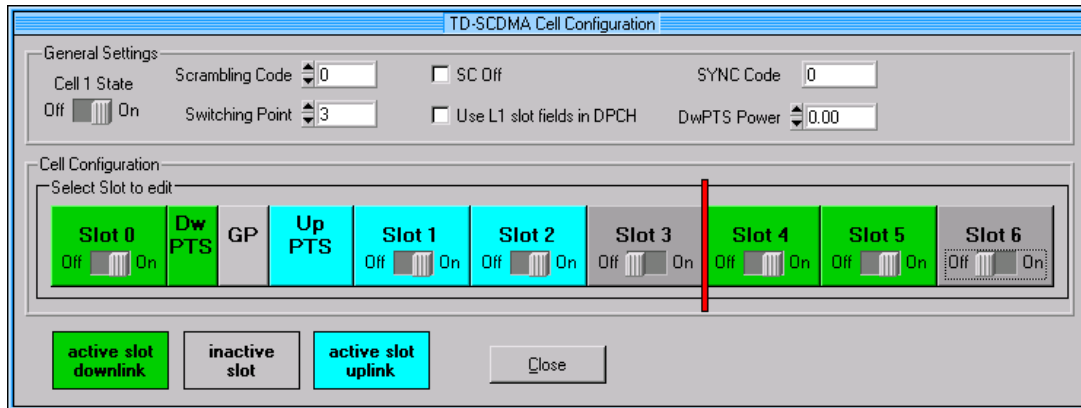 TD-SCDMA Cell Configuration
General Settings
Cell 1 State
Off On
Scrambling Code 0
Switching Point 3
SC Off
Use L1 slot fields in DPCH
SYNC Code 0
DwPTS Power 0.00
Cell Configuration
Select Slot to edit
Slot 0
Off On
Dw
PTS
GP
Up
PTS
Slot 1
Off On
Slot 2
Off On
Slot 3
Off On
Slot 4
Off On
Slot 5
Off On
Slot 6
Off On
active slot
downlink
inactive
slot
active slot
uplink
Close